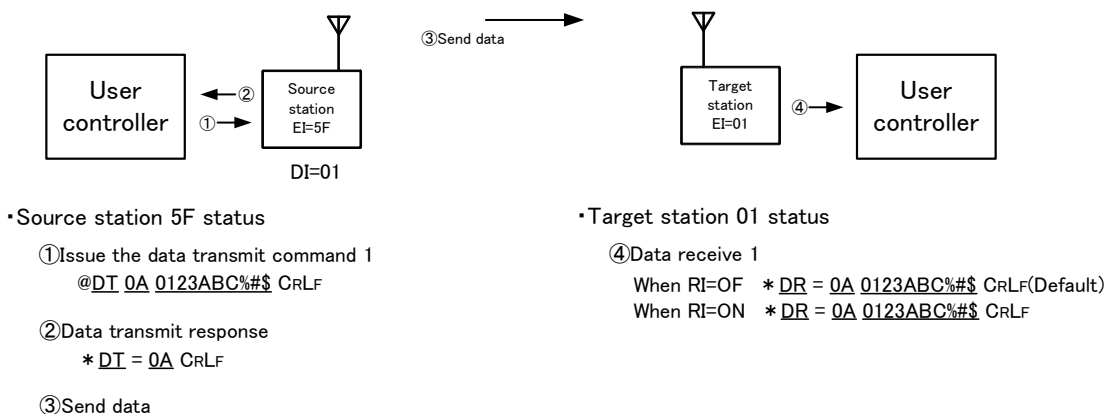 ③Send data
User
controller
②
①
Source
station
EI=5F
DI=01
Target
station
EI=01
④
User
controller
・Source station 5F status
①Issue the data transmit command 1
@DT 0A 0123ABC%#$ CRLF
②Data transmit response
* DT = 0A CRLF
③Send data
・Target station 01 status
④Data receive 1
When RI=OF * DR = 0A 0123ABC%#$ CRLF(Default)
When RI=ON * DR = 0A 0123ABC%#$ CRLF